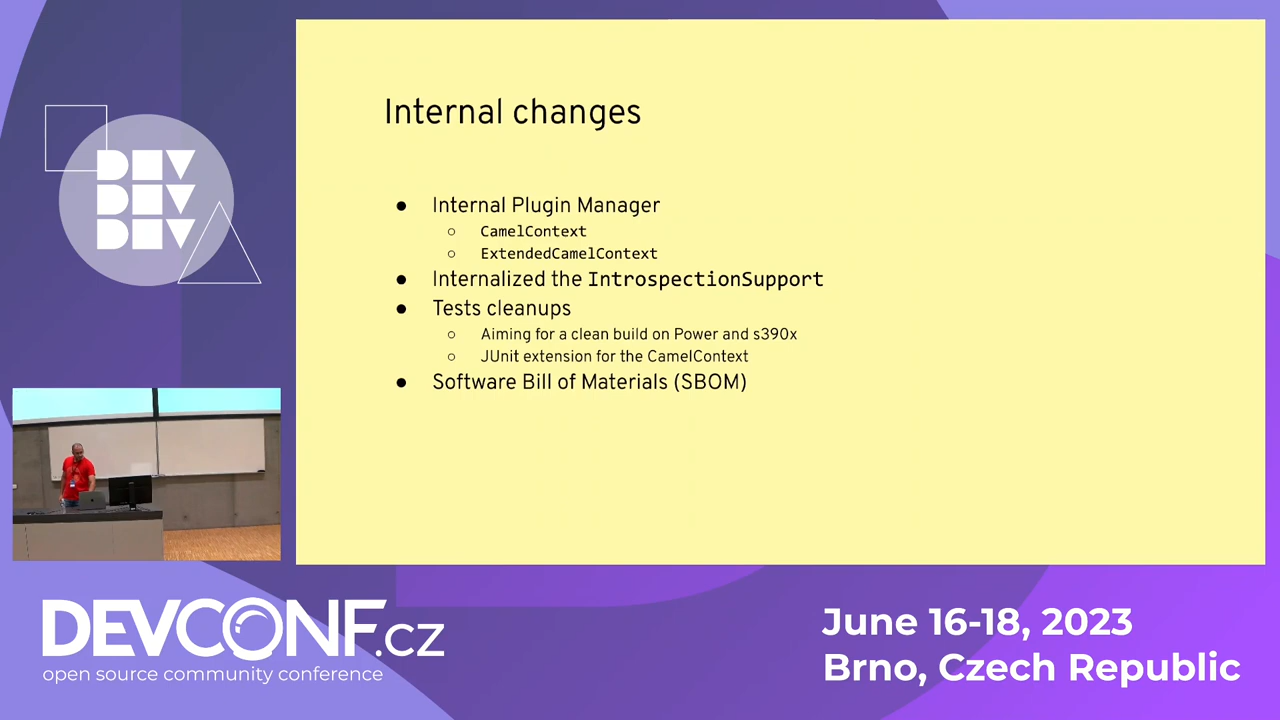 DEV
DEV
DEV
Internal changes
● Internal Plugin Manager
○ CamelContext
○ ExtendedCamelContext
● Internalized the IntrospectionSupport
● Tests cleanups
○ Aiming for a clean build on Power and s390x
○ JUnit extension for the CamelContext
● Software Bill of Materials (SBOM)
DEVCONF.cz
open source community conference
June 16-18, 2023
Brno, Czech Republic